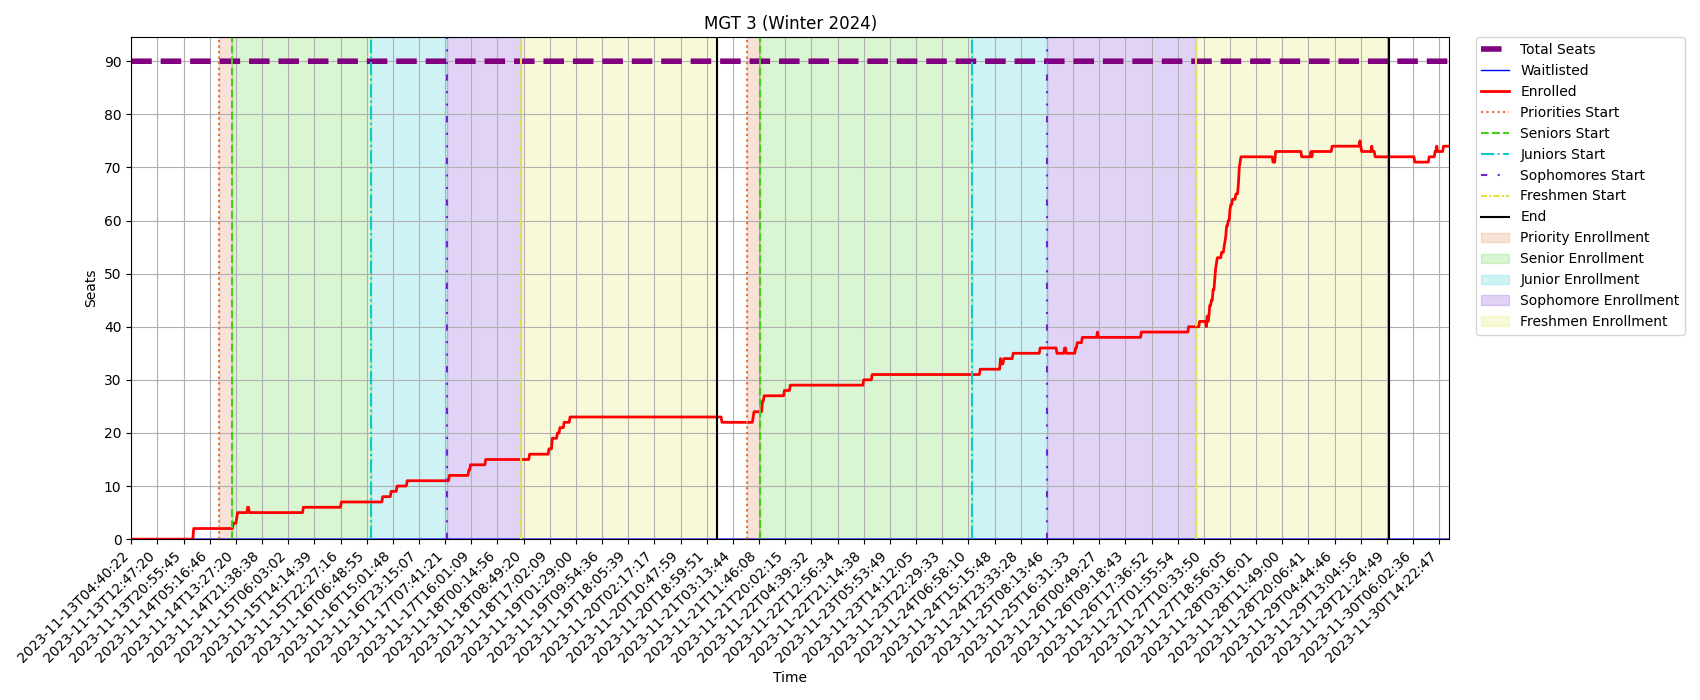 MGT 3 (Winter 2024)
Seats
90
80
70
60
50
40
30
20
10
0
2023-11-13T04:40:22
2023-11-13T12:47:20
2023-11-13T20:55:45
2023-11-14T05:16:46
2023-11-14T13:27:20
2023-11-14T21:38:38
2023-11-15T06:03:02
2023-11-15T14:14:39
2023-11-15T22:27:16
2023-11-16T06:48:55
2023-11-16T15:01:48
2023-11-16T23:15:07
2023-11-17T07:41:21
2023-11-17T16:01:09
2023-11-18T00:14:56
2023-11-18T08:49:20
2023-11-18T17:02:09
2023-11-19T01:29:00
2023-11-19T09:54:36
2023-11-19T18:05:39
2023-11-20T02:17:17
2023-11-20T10:47:59
2023-11-20T18:59:51
2023-11-21T03:13:44
2023-11-21T11:46:08
2023-11-21T20:02:15
2023-11-22T04:39:32
2023-11-22T12:56:34
2023-11-22T21:14:38
2023-11-23T05:53:49
2023-11-23T14:12:05
2023-11-23T22:29:33
2023-11-24T06:58:10
2023-11-24T15:15:48
2023-11-24T23:33:28
2023-11-25T08:13:46
2023-11-25T16:31:33
2023-11-26T00:49:27
2023-11-26T09:18:43
2023-11-26T17:36:52
2023-11-27T01:55:54
2023-11-27T10:33:50
2023-11-27T18:56:05
2023-11-28T03:16:01
2023-11-28T11:49:00
2023-11-28T20:06:41
2023-11-29T04:44:46
2023-11-29T13:04:56
2023-11-29T21:24:49
2023-11-30T06:02:36
2023-11-30T14:22:47
Time
Total Seats
Waitlisted
Enrolled
Priorities Start
Seniors Start
Juniors Start
Sophomores Start
Freshmen Start
End
Priority Enrollment
Senior Enrollment
Junior Enrollment
Sophomore Enrollment
Freshmen Enrollment